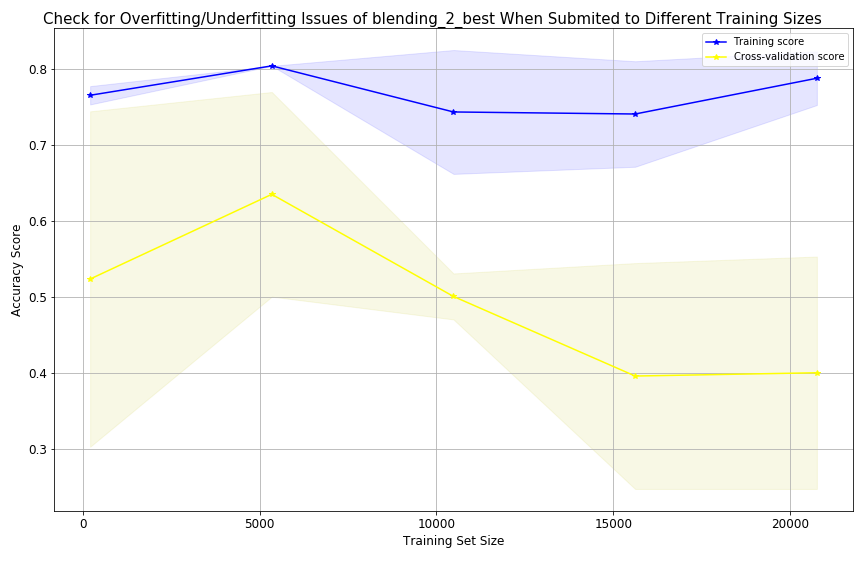 Check for Overfitting/Underfitting Issues of blending_2_best When Submited to Different Training Sizes
Training score
Cross-validation score
Accuracy Score
0.8
0.7
0.6
0.5
0.4
0.3
0
5000
10000
15000
20000
Training Set Size